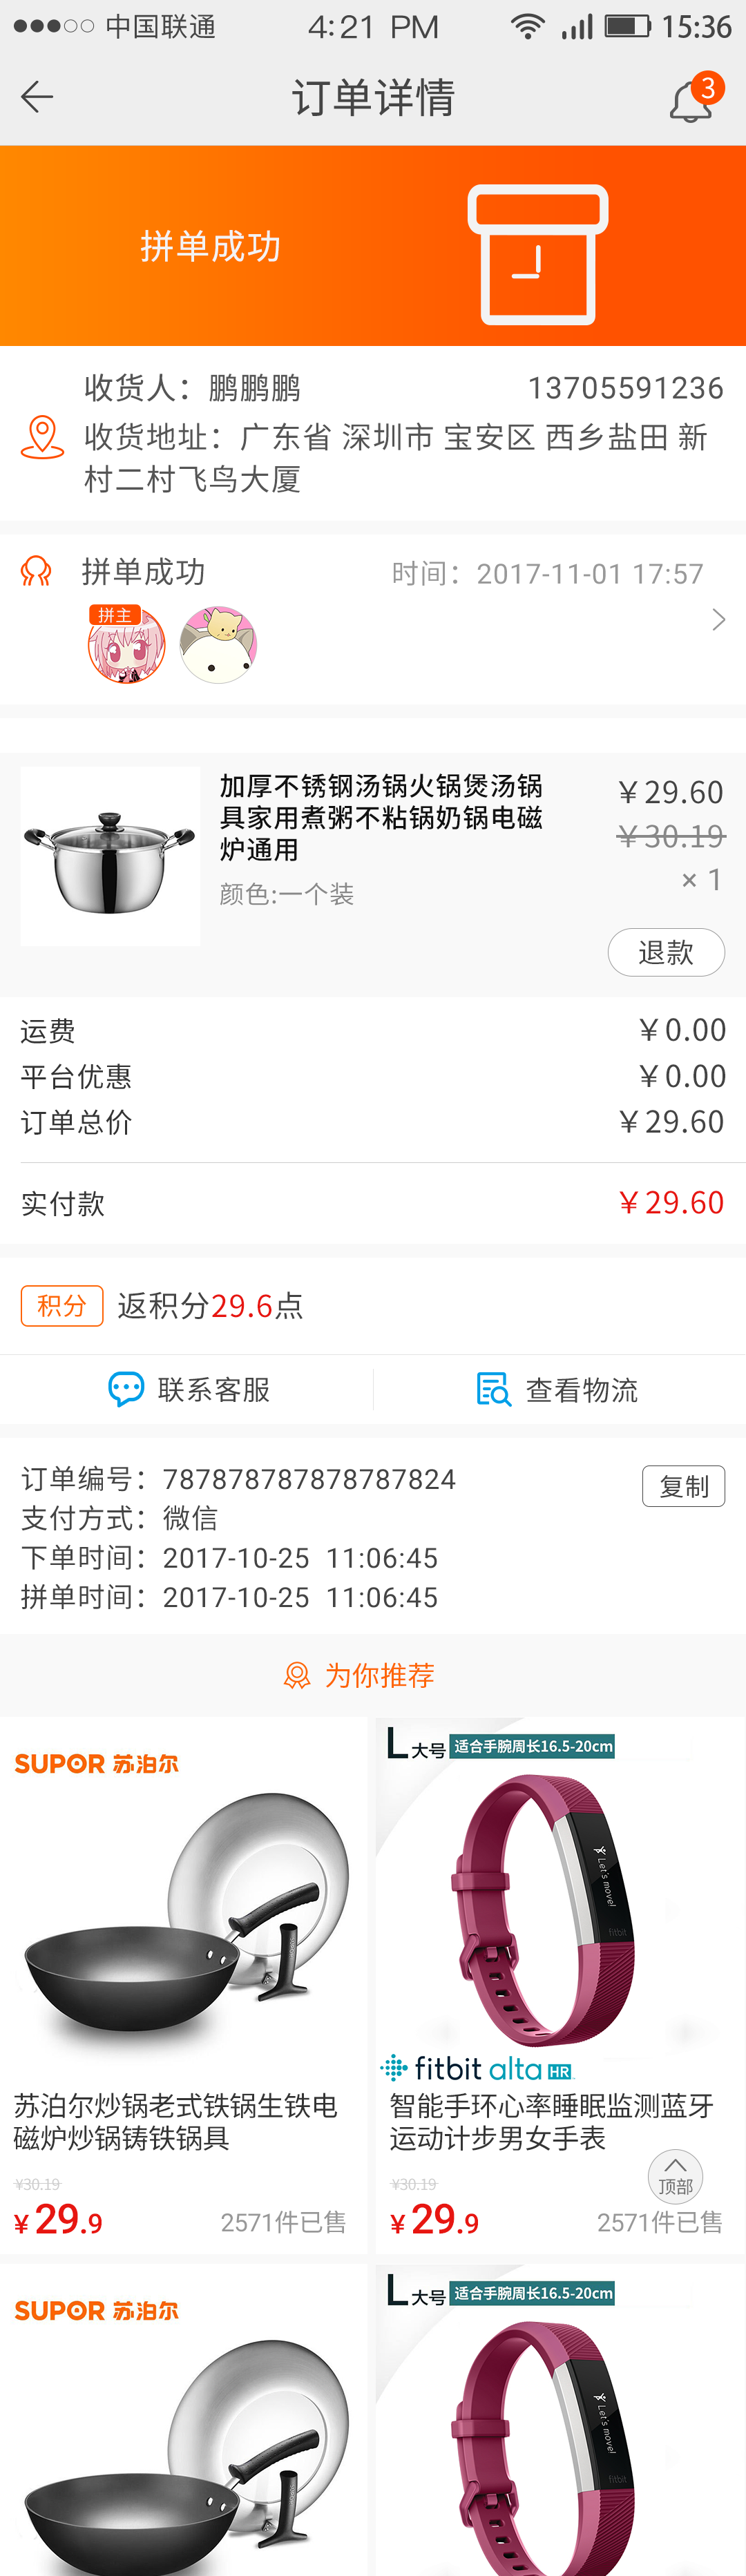 中国联通 4:21 PM 15:36
订单详情 3
拼单成功
收货人：鹏鹏鹏 13705591236
收货地址：广东省 深圳市 宝安区 西乡盐田 新
村二村飞鸟大厦
拼单成功 时间：2017-11-01 17:57
拼主
加厚不锈钢汤锅火锅煲汤锅
具家用煮粥不粘锅奶锅电磁
炉通用
颜色:一个装
￥29.60
￥30.19
× 1
退款
运费 ￥0.00
平台优惠 ￥0.00
订单总价 ￥29.60
实付款 ￥29.60
积分 返积分29.6点
联系客服 查看物流
订单编号：787878787878787824 复制
支付方式：微信
下单时间：2017-10-25 11:06:45
拼单时间：2017-10-25 11:06:45
为你推荐
SUPOR 苏泊尔
苏泊尔炒锅老式铁锅生铁电
磁炉炒锅铸铁锅具
¥30.19
¥29.9 2571件已售
L大号 适合手腕周长16.5-20cm
Let's move!
fitbit
fitbit alta HR
智能手环心率睡眠监测蓝牙
运动计步男女手表
¥30.19
¥29.9 2571件已售
顶部
SUPOR 苏泊尔
L大号 适合手腕周长16.5-20cm
Let's move!
fitbit